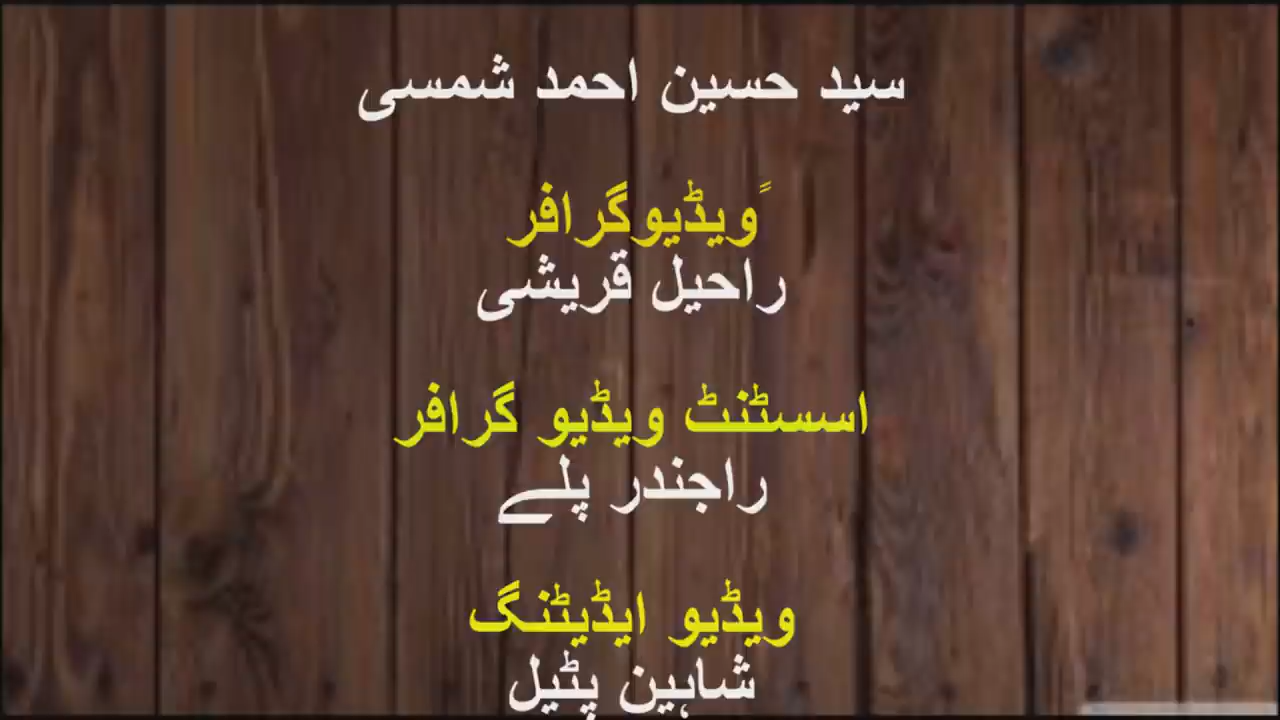 سید حسین احمد شمسی
ًویڈیوگرافر
راحیل قریشی
اسسٹنٹ ویڈیو گرافر
راجندر پلے
ویڈیو ایڈیٹنگ
شاہین پٹیل